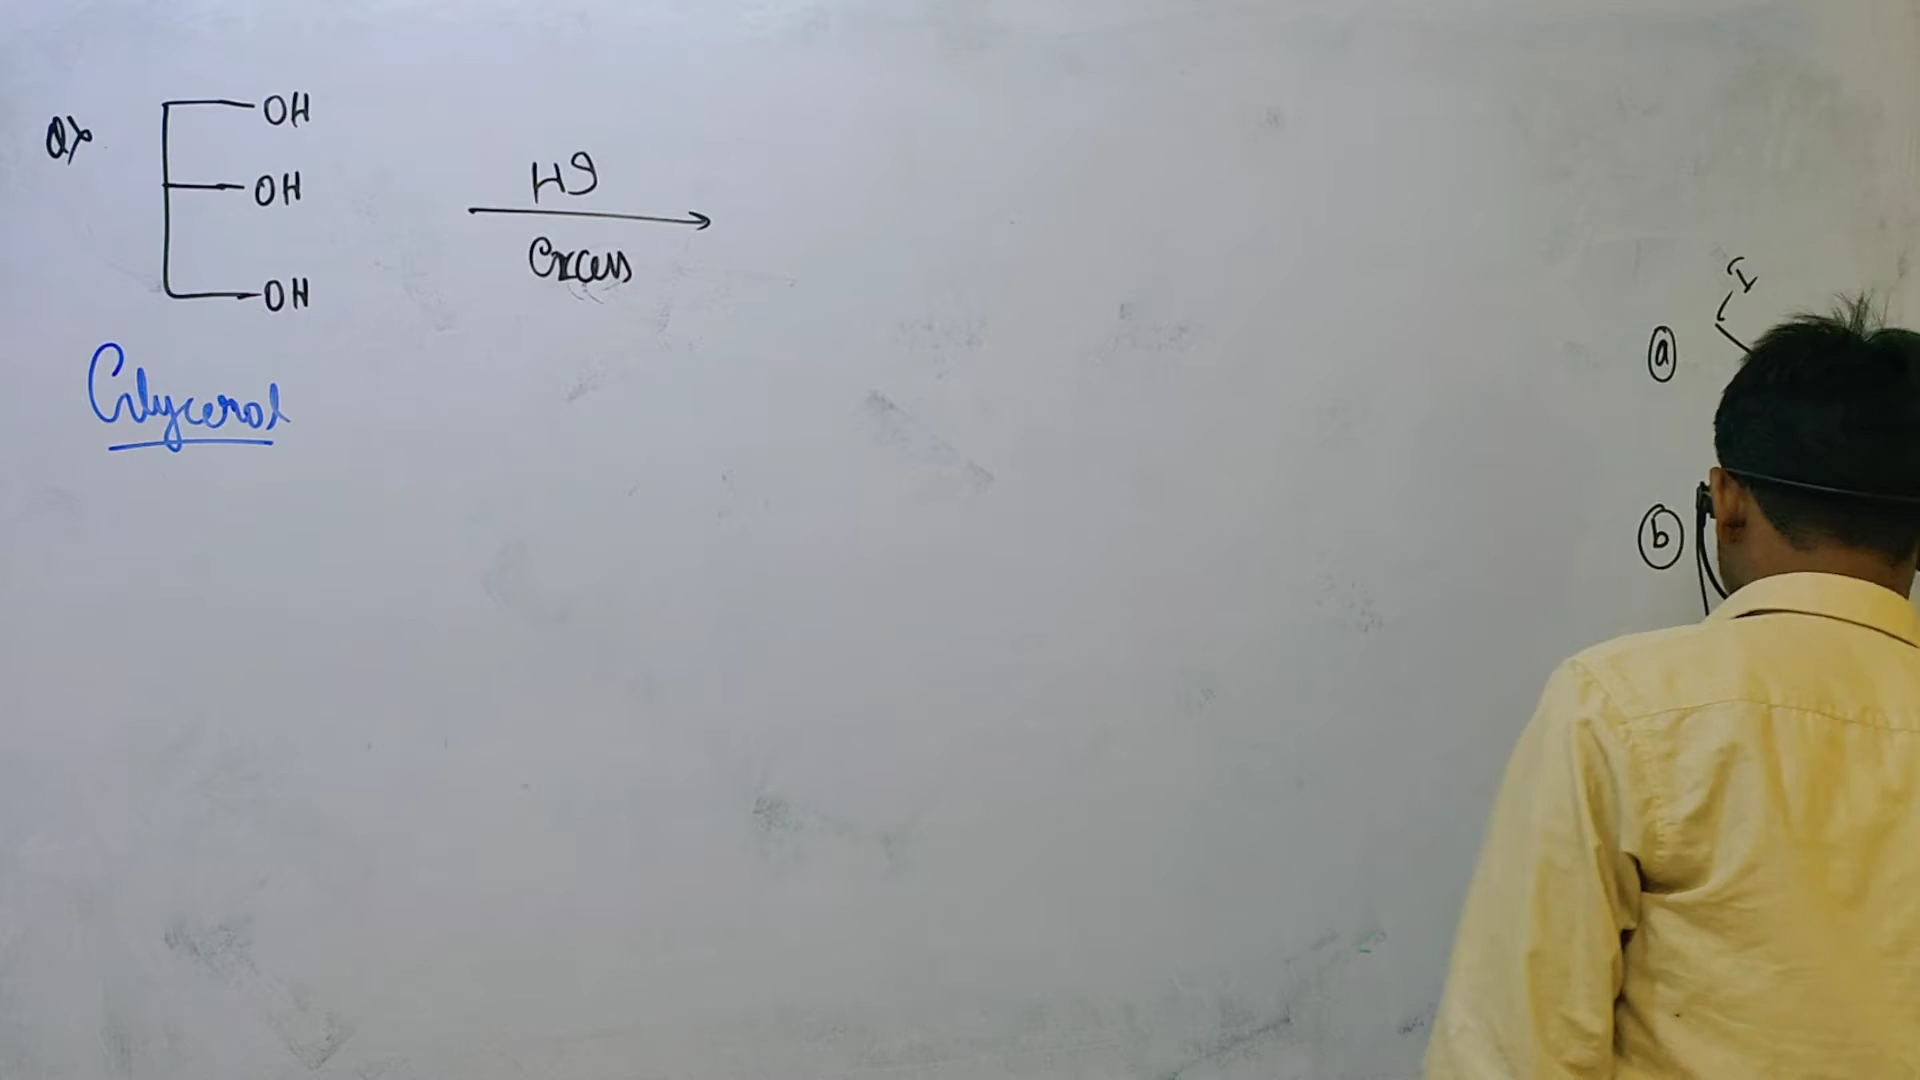 Q>
OH
OH
OH
HI
Excess
Glycerol
I
(a)
(b)